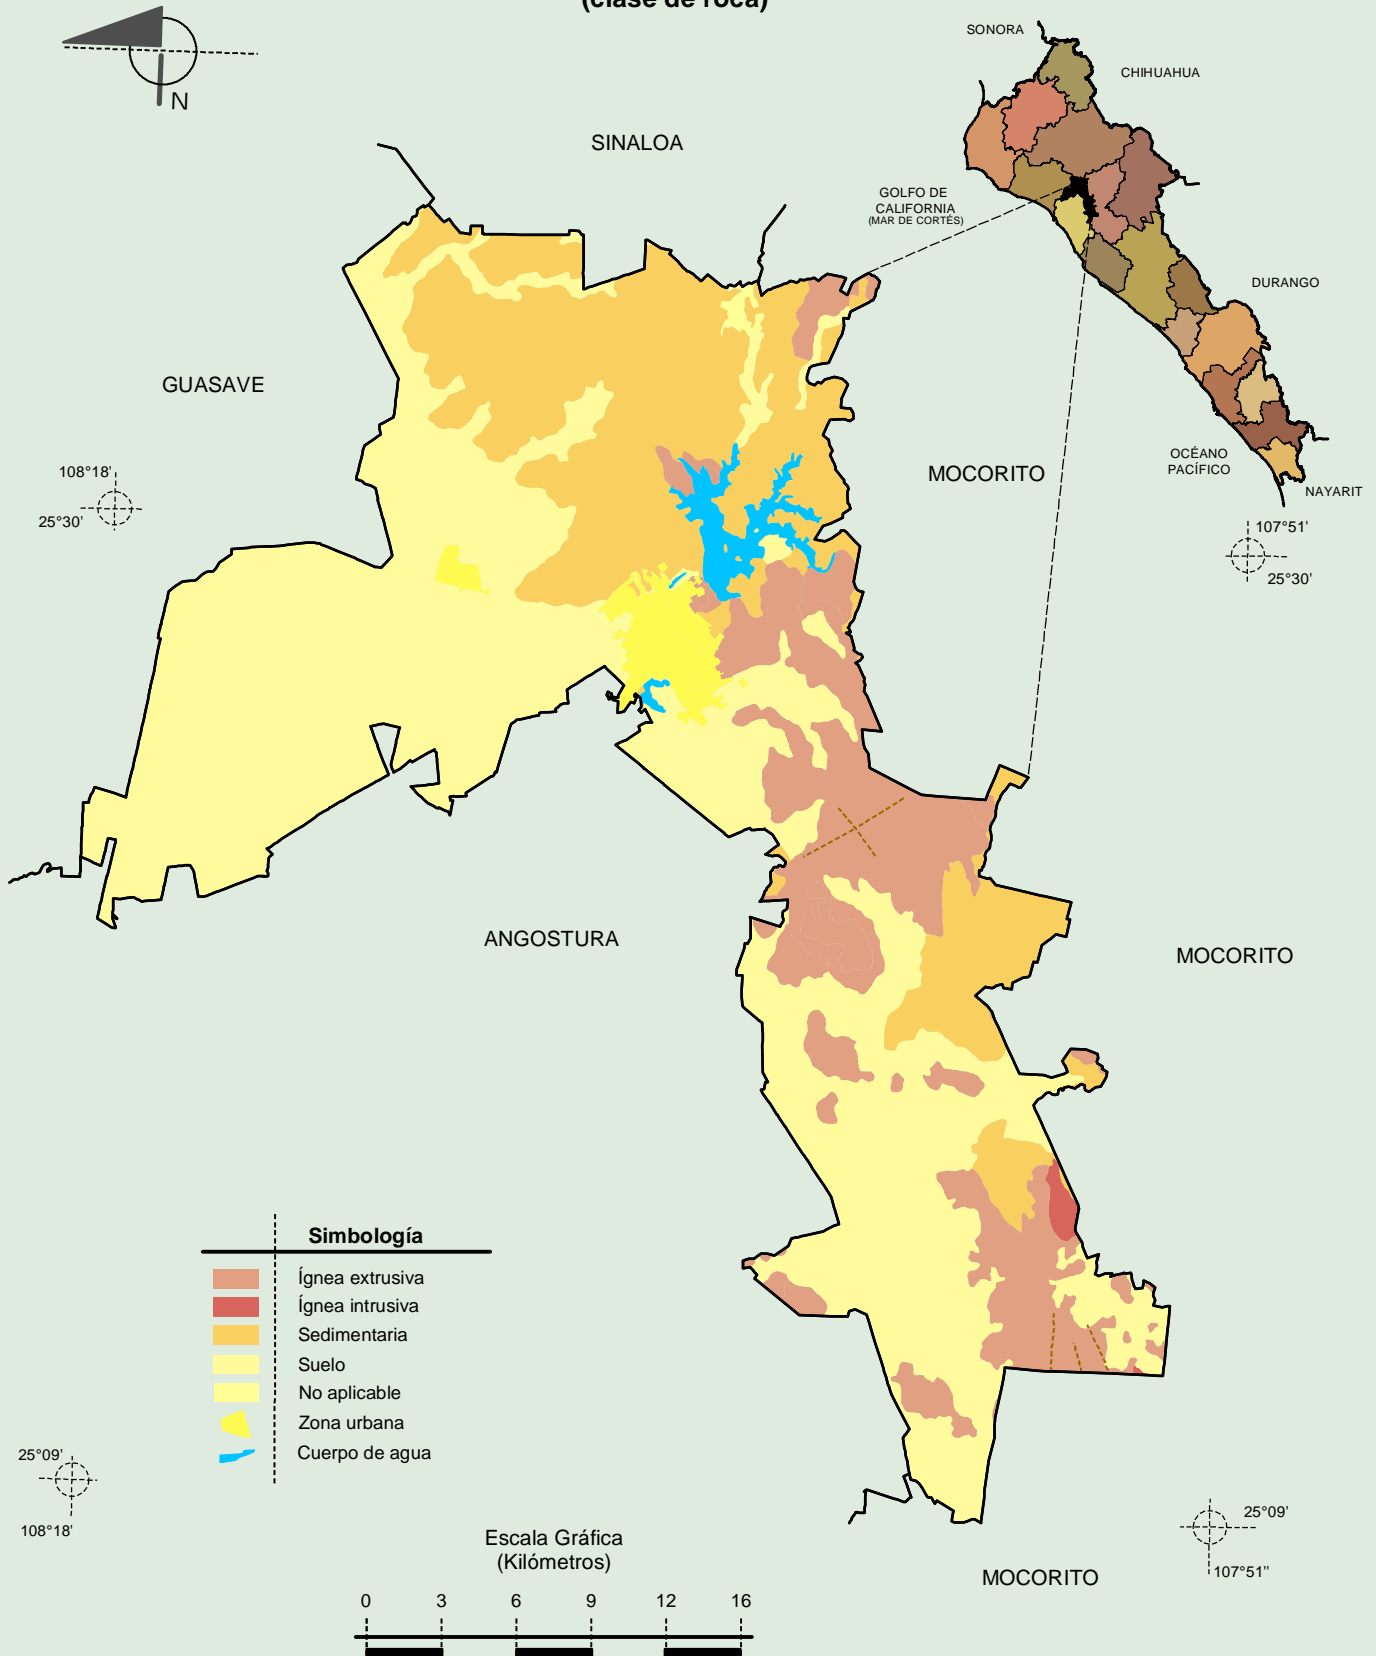 (clase de roca)
N
SONORA
CHIHUAHUA
SINALOA
GOLFO DE
CALIFORNIA
(MAR DE CORTÉS)
DURANGO
GUASAVE
OCÉANO
PACÍFICO
NAYARIT
MOCORITO
108°18'
25°30'
107°51'
25°30'
ANGOSTURA
MOCORITO
Simbología
Ígnea extrusiva
Ígnea intrusiva
Sedimentaria
Suelo
No aplicable
Zona urbana
Cuerpo de agua
25°09'
108°18'
25°09'
107°51"
Escala Gráfica
(Kilómetros)
MOCORITO
0 3 6 9 12 16